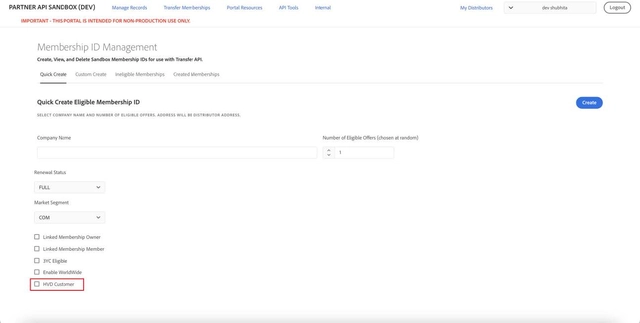 PARTNER API SANDBOX (DEV)
Manage Records
Transfer Memberships
Portal Resources
API Tools
Internal
My Distributors
dev shubhita
Logout
IMPORTANT - THIS PORTAL IS INTENDED FOR NON-PRODUCTION USE ONLY.
Membership ID Management
Create, View, and Delete Sandbox Membership IDs for use with Transfer API.
Quick Create
Custom Create
Ineligible Memberships
Created Memberships
Quick Create Eligible Membership ID
Create
SELECT COMPANY NAME AND NUMBER OF ELIGIBLE OFFERS. ADDRESS WILL BE DISTRIBUTOR ADDRESS.
Company Name
Number of Eligible Offers (chosen at random)
1
Renewal Status
FULL
Market Segment
COM
Linked Membership Owner
Linked Membership Member
3YC Eligible
Enable WorldWide
HVD Customer